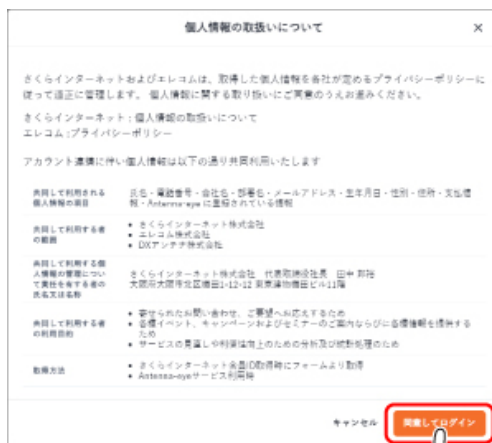 個人情報の取扱いについて
さくらインターネットおよびエレコムは、取得した個人情報を各社が定めるプライバシーポリシーに
従って適正に管理します。 個人情報に関する取り扱いにご同意のうえお進みください。
さくらインターネット : 個人情報の取扱いについて
エレコム :プライバシーポリシー
アカウント連携に伴い個人情報は以下の通り共同利用いたします
共同して利用される
個人情報の項目
氏名・電話番号・会社名・部署名・メールアドレス・生年月日・性別・住所・支払情
報・Antenna-eye に登録されている情報
共同して利用する者
の範囲
• さくらインターネット株式会社
• エレコム株式会社
• DXアンテナ株式会社
共同して利用する個
人情報の管理につい
て責任を有する者の
氏名又は名称
さくらインターネット株式会社 代表取締役社長 田中 邦裕
大阪府大阪市北区梅田1-12-12 東京建物梅田ビル11階
共同して利用する者
の利用目的
• 寄せられたお問い合わせ、ご要望へお応えするため
• 各種イベント、キャンペーンおよびセミナーのご案内ならびに各種情報を提供する
ため
• サービスの見直しや利便性向上のための分析及び統計処理のため
取得方法
• さくらインターネット会員ID取得時にフォームより取得
• Antenna-eyeサービス利用時
キャンセル
同意してログイン